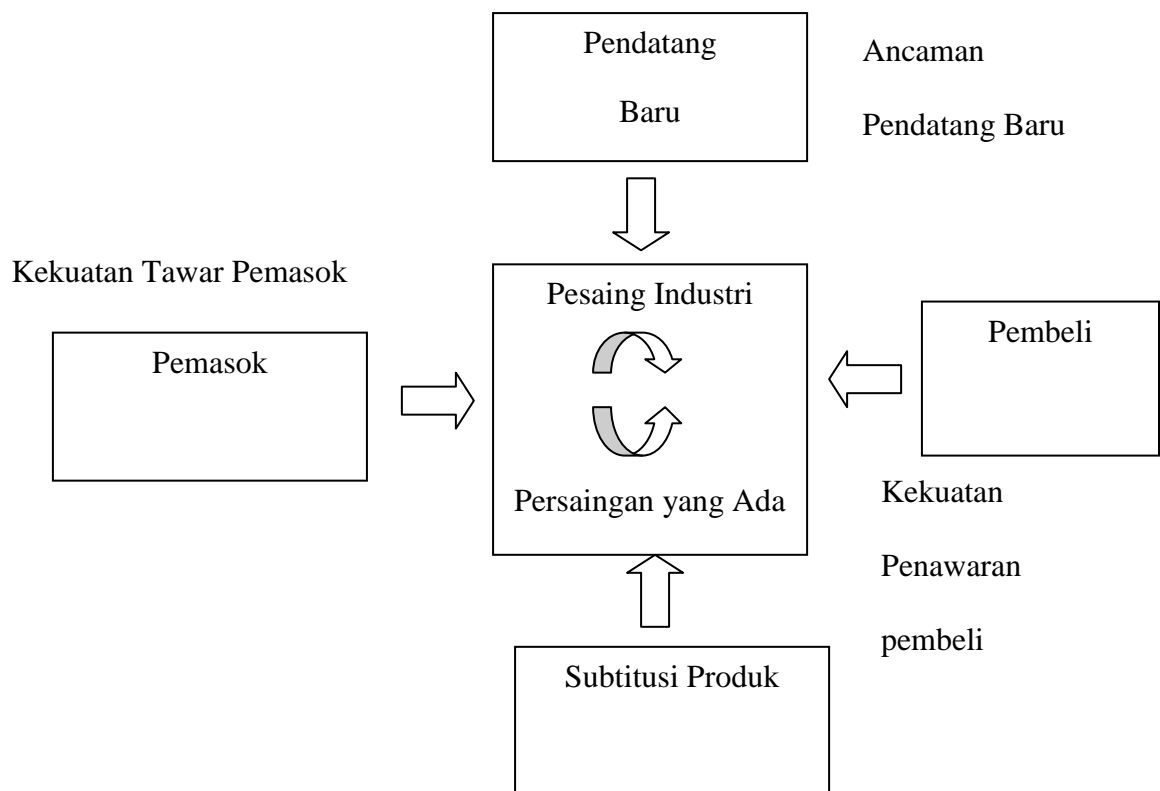 Pendatang
Baru
Ancaman
Pendatang Baru
Kekuatan Tawar Pemasok
Pemasok
Pesaing Industri
Persaingan yang Ada
Pembeli
Kekuatan
Penawaran
pembeli
Subtitusi Produk